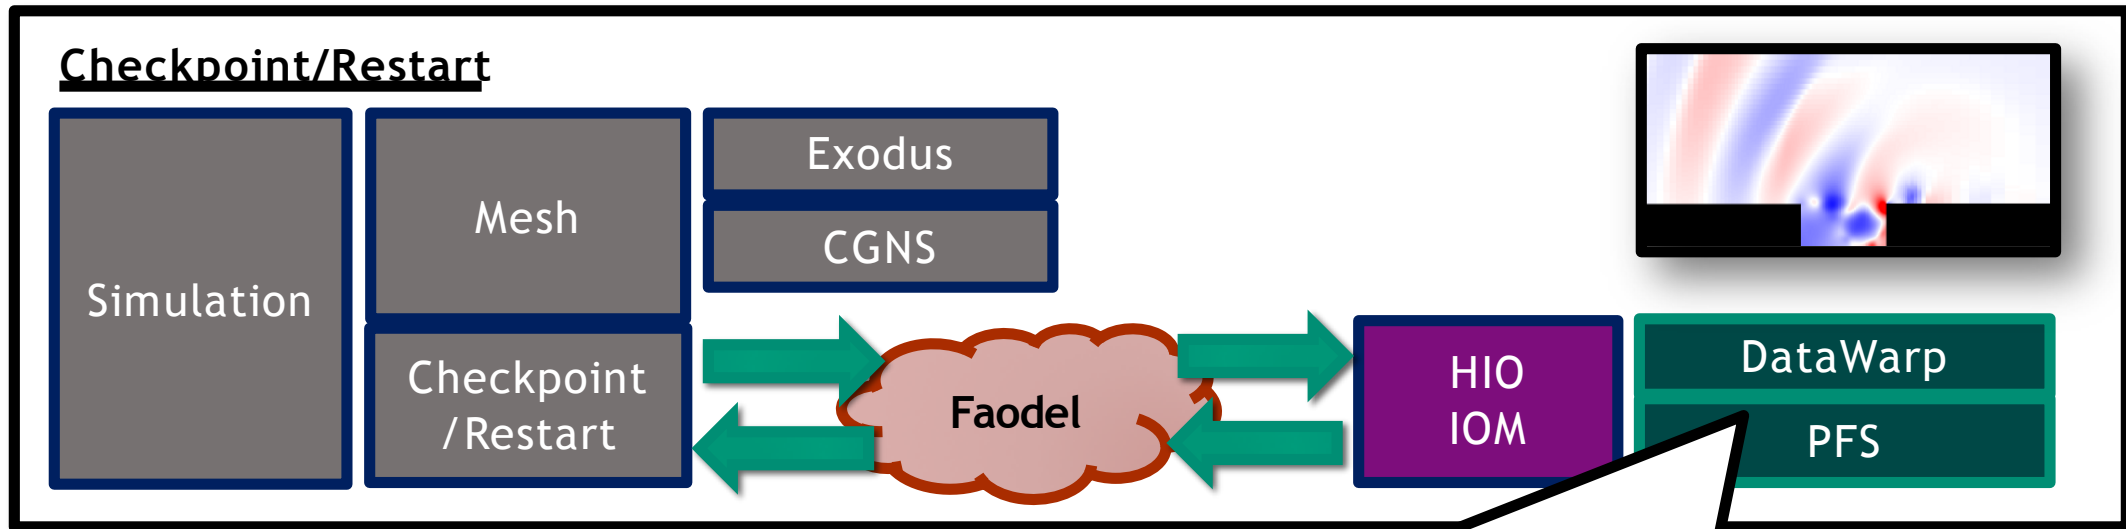 Checkpoint/Restart
Simulation
Mesh
Exodus
CGNS
Checkpoint
/Restart
Faodel
HIO
IOM
DataWarp
PFS